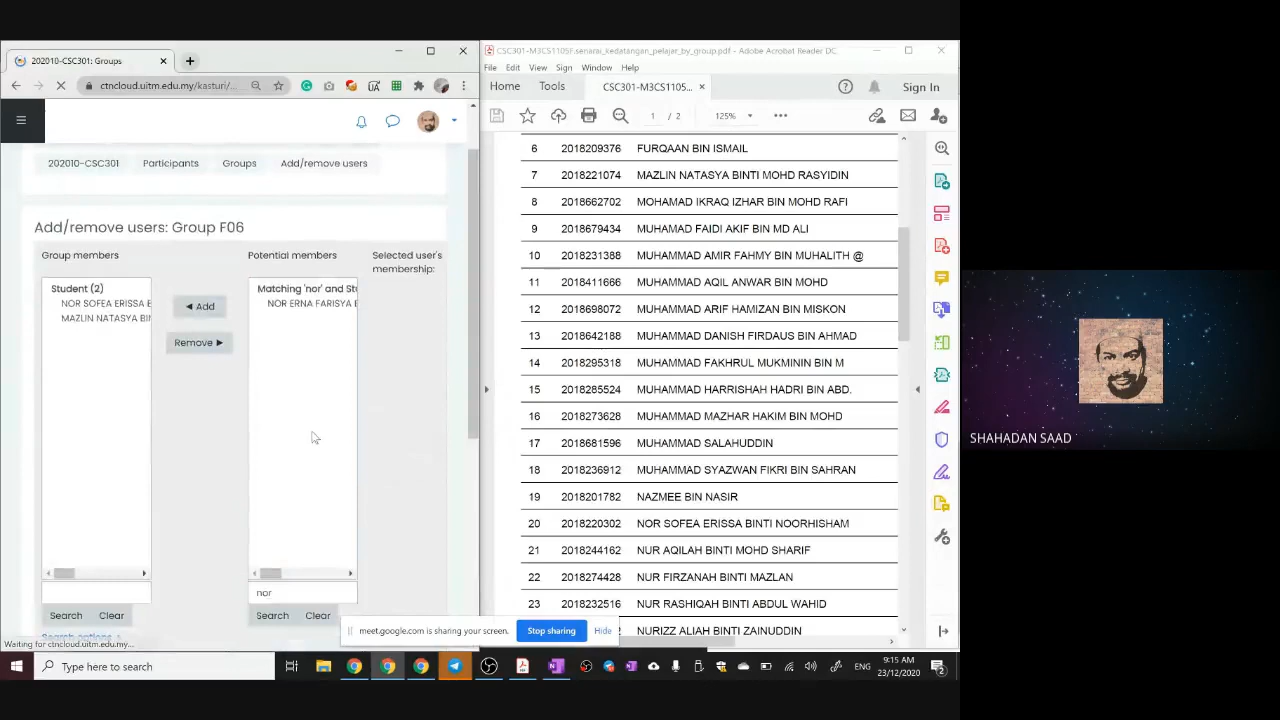 202010-CSC301: Groups
ctncloud.uitm.edu.my/kasturi/...
202010-CSC301 Participants Groups Add/remove users
Add/remove users: Group F06
Group members
Potential members
Selected user's
membership:
Student (2)
NOR SOFEA ERISSA E
MAZLIN NATASYA BIN
Add
Remove
Matching 'nor' and Stu
NOR ERNA FARISYA E
nor
Search Clear
Search Clear
Search options
Waiting for ctncloud.uitm.edu.my...
CSC301-M3CS1105F.senarai_kedatangan_pelajar_by_group.pdf - Adobe Acrobat Reader DC
File Edit View Sign Window Help
Home Tools CSC301-M3CS1105... Sign In
1 / 2 125%
6 2018209376 FURQAAN BIN ISMAIL
7 2018221074 MAZLIN NATASYA BINTI MOHD RASYIDIN
8 2018662702 MOHAMAD IKRAQ IZHAR BIN MOHD RAFI
9 2018679434 MUHAMAD FAIDI AKIF BIN MD ALI
10 2018231388 MUHAMMAD AMIR FAHMY BIN MUHALITH @
11 2018411666 MUHAMMAD AQIL ANWAR BIN MOHD
12 2018698072 MUHAMMAD ARIF HAMIZAN BIN MISKON
13 2018642188 MUHAMMAD DANISH FIRDAUS BIN AHMAD
14 2018295318 MUHAMMAD FAKHRUL MUKMININ BIN M
15 2018285524 MUHAMMAD HARRISHAH HADRI BIN ABD.
16 2018273628 MUHAMMAD MAZHAR HAKIM BIN MOHD
17 2018681596 MUHAMMAD SALAHUDDIN
18 2018236912 MUHAMMAD SYAZWAN FIKRI BIN SAHRAN
19 2018201782 NAZMEE BIN NASIR
20 2018220302 NOR SOFEA ERISSA BINTI NOORHISHAM
21 2018244162 NUR AQILAH BINTI MOHD SHARIF
22 2018274428 NUR FIRZANAH BINTI MAZLAN
23 2018232516 NUR RASHIQAH BINTI ABDUL WAHID
2 NURIZZ ALIAH BINTI ZAINUDDIN
meet.google.com is sharing your screen. Stop sharing Hide
Type here to search
ENG
9:15 AM
23/12/2020
2
SHAHADAN SAAD